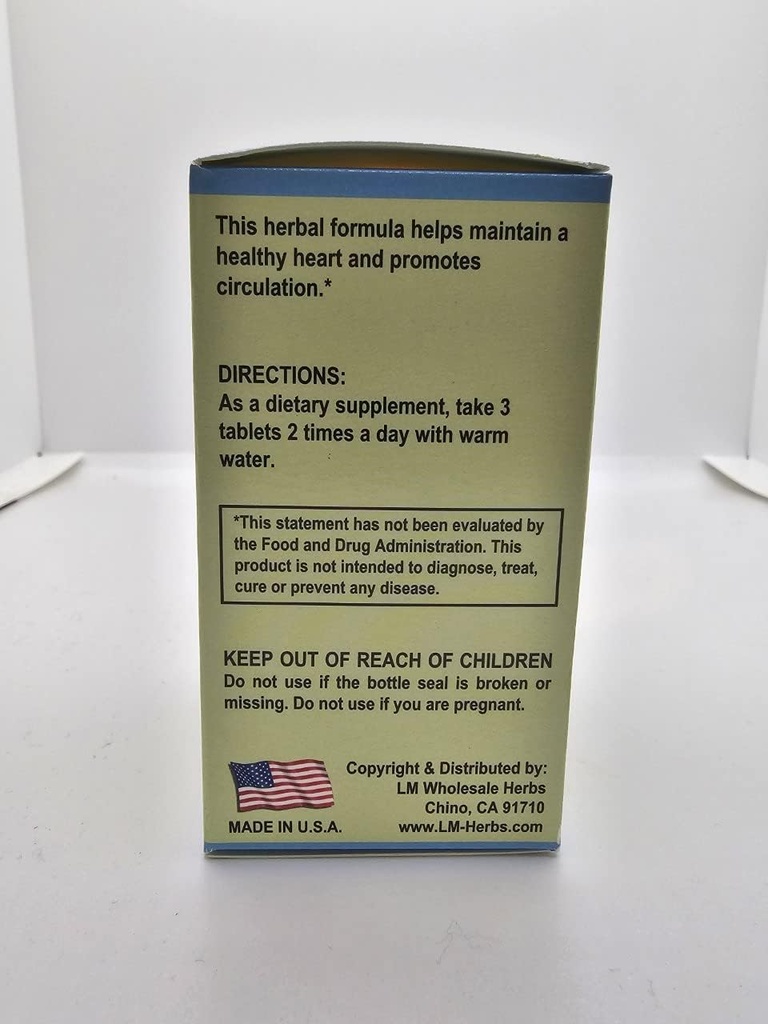 This herbal formula helps maintain a
healthy heart and promotes
circulation.*
DIRECTIONS:
As a dietary supplement, take 3
tablets 2 times a day with warm
water.
*This statement has not been evaluated by
the Food and Drug Administration. This
product is not intended to diagnose, treat,
cure or prevent any disease.
KEEP OUT OF REACH OF CHILDREN
Do not use if the bottle seal is broken or
missing. Do not use if you are pregnant.
Copyright & Distributed by:
LM Wholesale Herbs
Chino, CA 91710
MADE IN U.S.A.
www.LM-Herbs.com